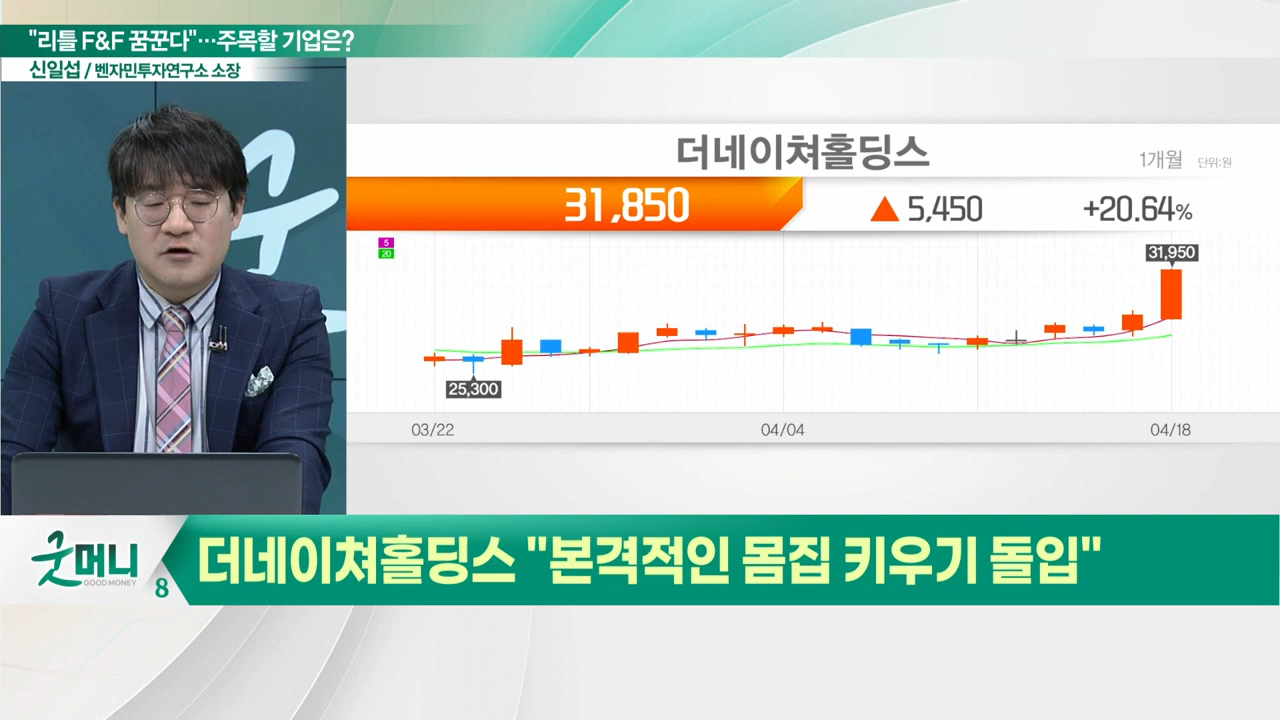 "리틀 F&F 꿈꾼다"…주목할 기업은?
신일섭 / 벤자민투자연구소 소장
더네이쳐홀딩스
1개월 단위:원
31,850 ▲ 5,450 +20.64%
5
20
31,950
25,300
03/22 04/04 04/18
굿머니
GOOD MONEY
8
더네이쳐홀딩스 "본격적인 몸집 키우기 돌입"